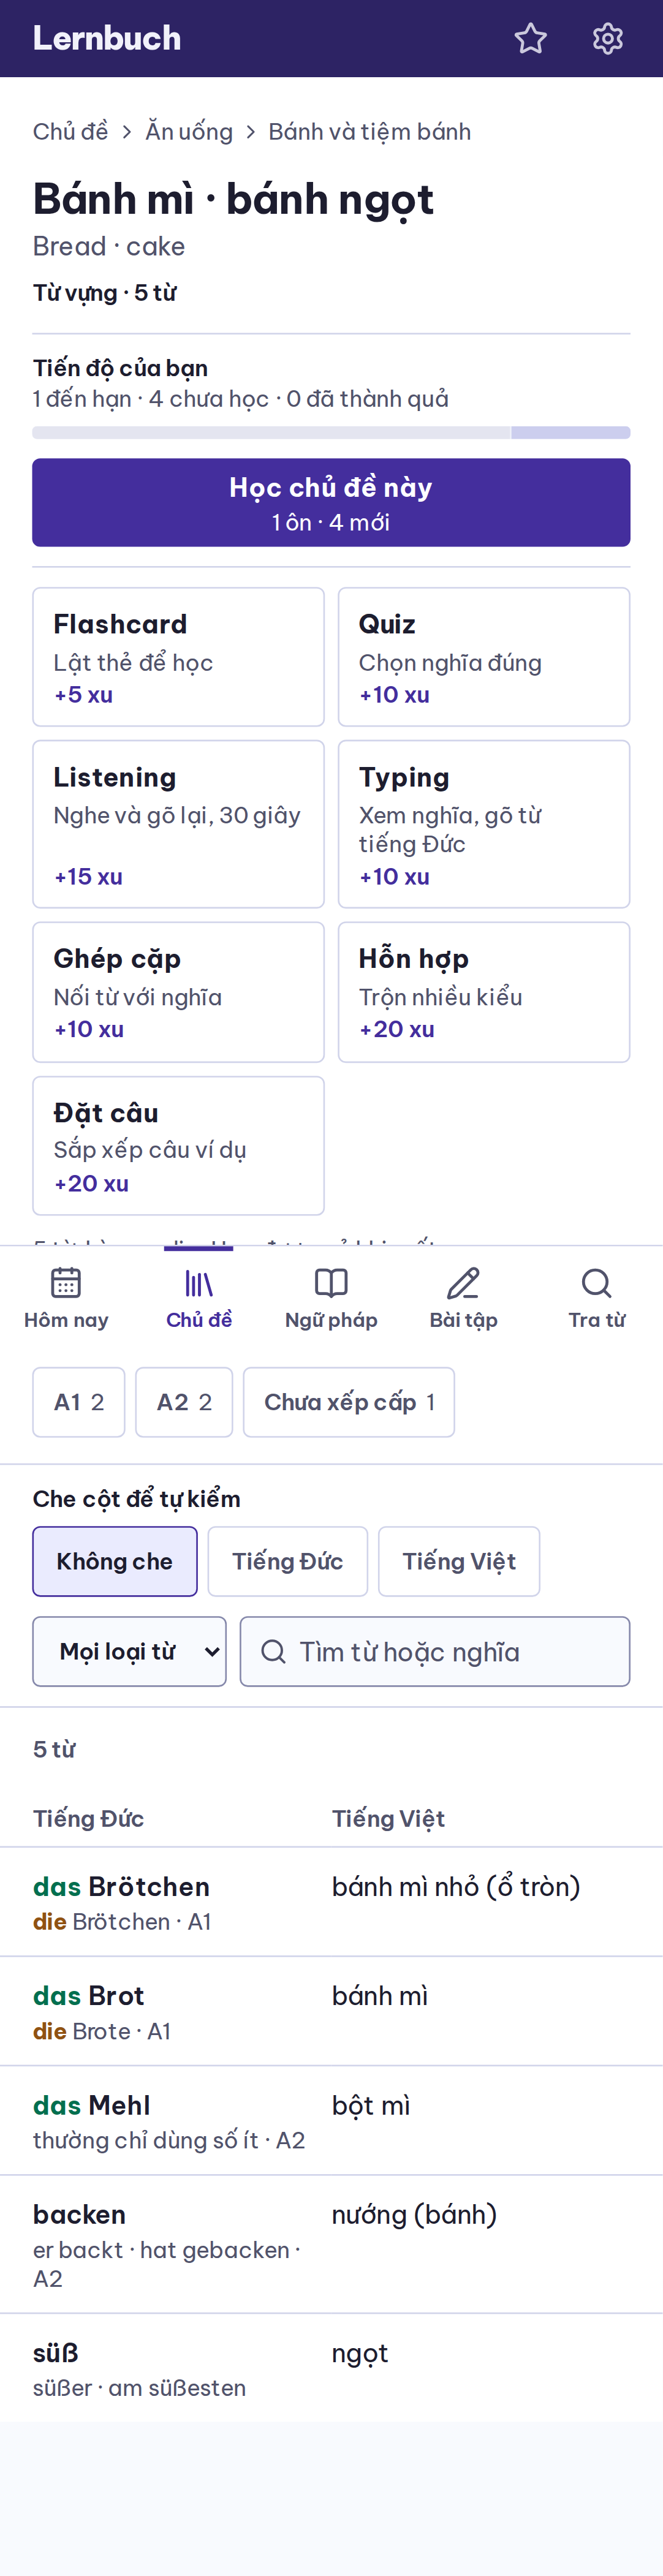 Lernbuch
Chủ đề > Ăn uống > Bánh và tiệm bánh
Bánh mì · bánh ngọt
Bread · cake
Từ vựng · 5 từ
Tiến độ của bạn
1 đến hạn · 4 chưa học · 0 đã thành quả
Học chủ đề này
1 ôn · 4 mới
Flashcard
Lật thẻ để học
+5 xu
Quiz
Chọn nghĩa đúng
+10 xu
Listening
Nghe và gõ lại, 30 giây
+15 xu
Typing
Xem nghĩa, gõ từ
tiếng Đức
+10 xu
Ghép cặp
Nối từ với nghĩa
+10 xu
Hỗn hợp
Trộn nhiều kiểu
+20 xu
Đặt câu
Sắp xếp câu ví dụ
+20 xu
Hôm nay
Chủ đề
Ngữ pháp
Bài tập
Tra từ
A1 2
A2 2
Chưa xếp cấp 1
Che cột để tự kiểm
Không che
Tiếng Đức
Tiếng Việt
Mọi loại từ
Tìm từ hoặc nghĩa
5 từ
Tiếng Đức
Tiếng Việt
das Brötchen
bánh mì nhỏ (ổ tròn)
die Brötchen · A1
das Brot
bánh mì
die Brote · A1
das Mehl
bột mì
thường chỉ dùng số ít · A2
backen
nướng (bánh)
er backt · hat gebacken ·
A2
süß
ngọt
süßer · am süßesten